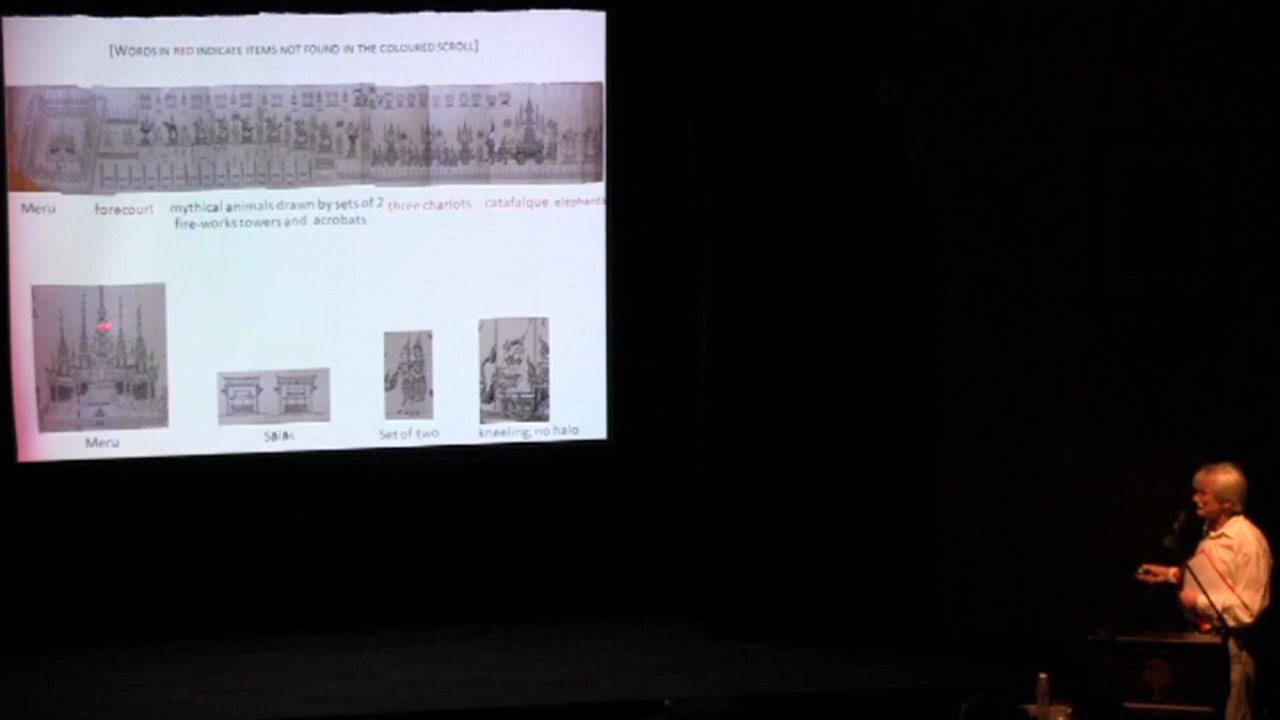 [WORDS IN RED INDICATE ITEMS NOT FOUND IN THE COLOURED SCROLL]
Meru forecourt mythical animals drawn by sets of 2 three chariots catafalque elephants
fire-works towers and acrobats
Meru Salas Set of two kneeling, no halo